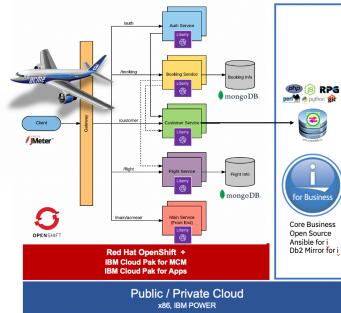 /auth
Auth Service
Liberty
/booking
Booking Service
Liberty
Booking Info
mongoDB
Client
Gateway
/customer
Customer Service
Liberty
JMeter
/flight
Flight Service
Liberty
Flight Info
mongoDB
/main/acmeair
Main Service
(Front End)
Liberty
OPENSHIFT
php
RPG
perl
python
git
i
for Business
Core Business
Open Source
Ansible for i
Db2 Mirror for i
Red Hat OpenShift +
IBM Cloud Pak for MCM
IBM Cloud Pak for Apps
Public / Private Cloud
x86, IBM POWER